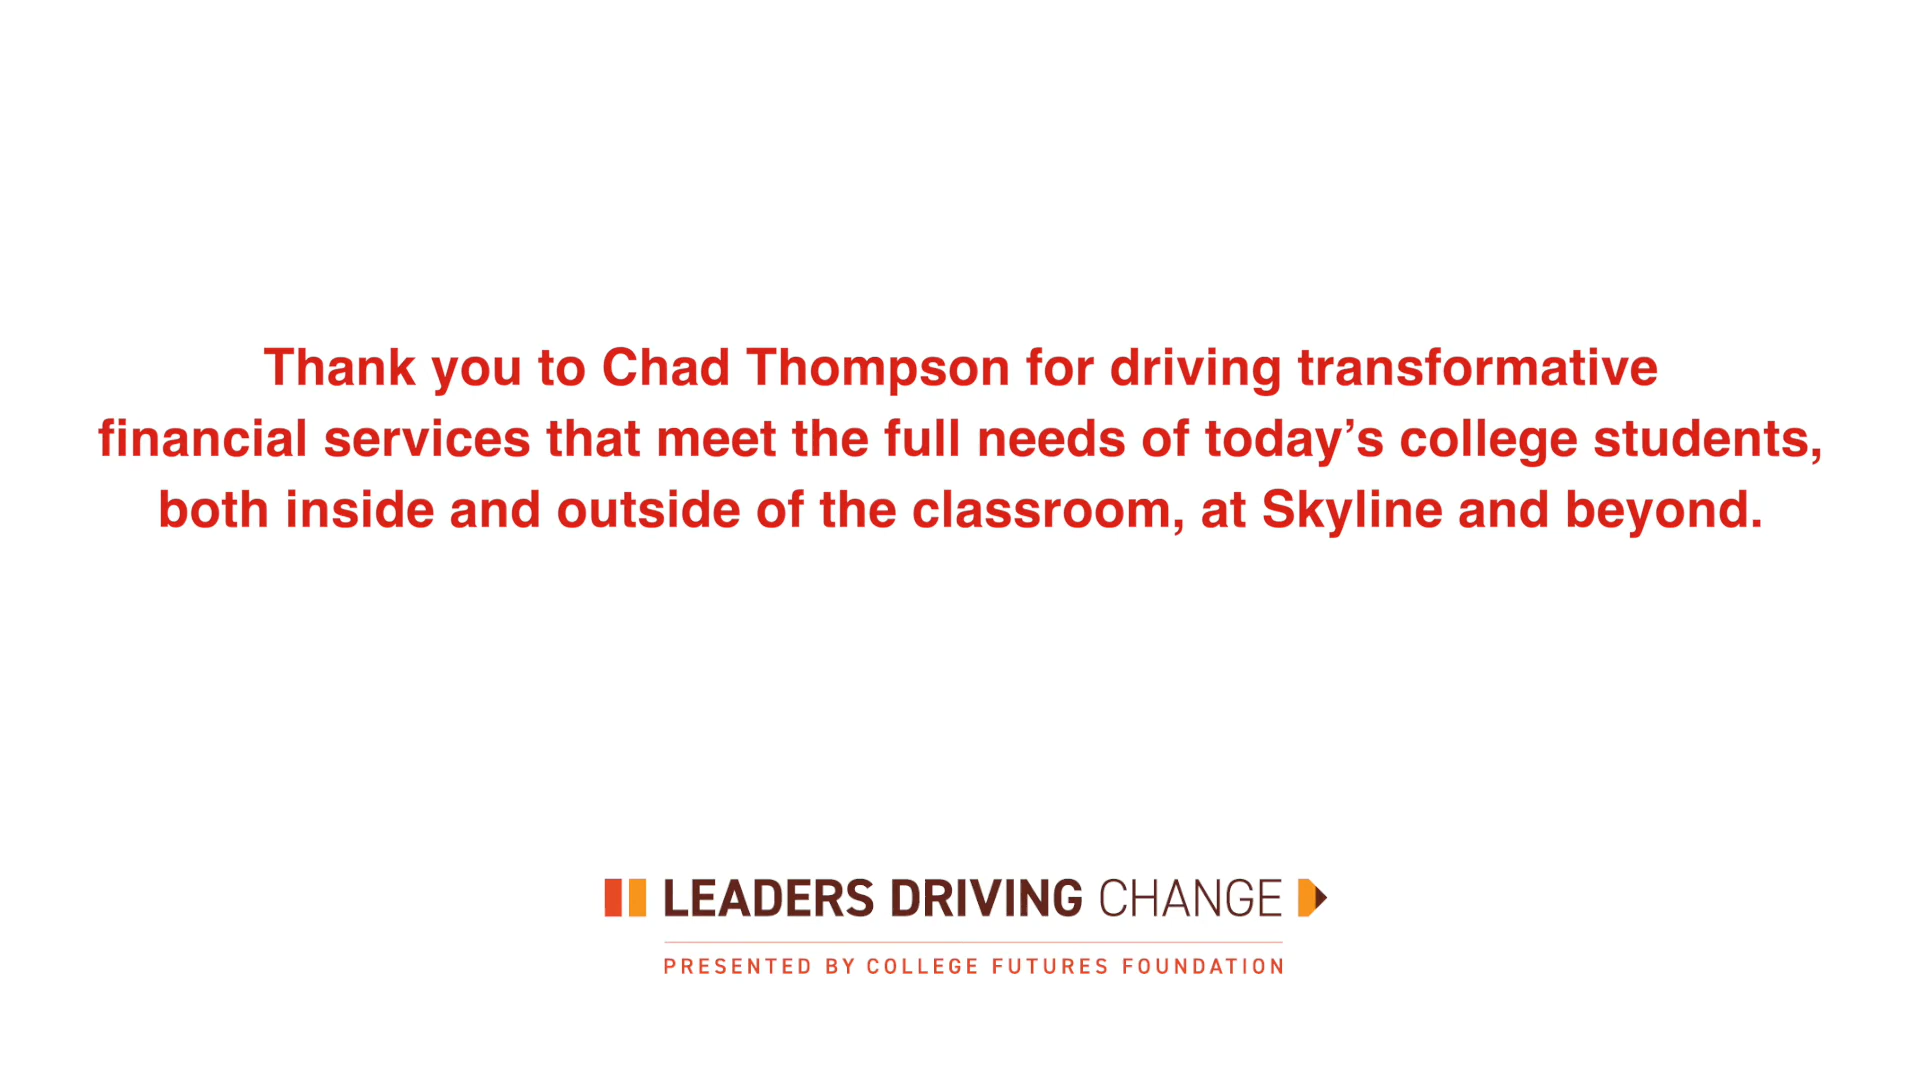 Thank you to Chad Thompson for driving transformative
financial services that meet the full needs of today’s college students,
both inside and outside of the classroom, at Skyline and beyond.
LEADERS DRIVING CHANGE
PRESENTED BY COLLEGE FUTURES FOUNDATION